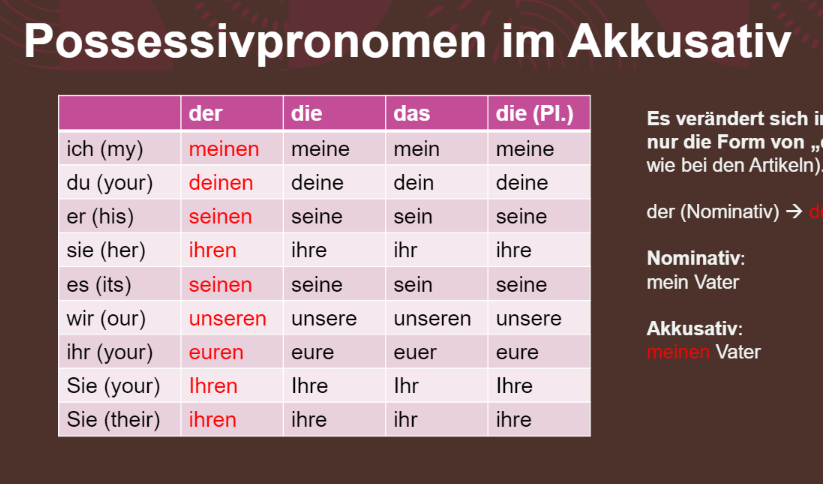 Possessivpronomen im Akkusativ
der die das die (Pl.)
ich (my) meinen meine mein meine
du (your) deinen deine dein deine
er (his) seinen seine sein seine
sie (her) ihren ihre ihr ihre
es (its) seinen seine sein seine
wir (our) unseren unsere unseren unsere
ihr (your) euren eure euer eure
Sie (your) Ihren Ihre Ihr Ihre
Sie (their) ihren ihre ihr ihre
Es verändert sich
nur die Form von
wie bei den Artikeln).
der (Nominativ) →
Nominativ:
mein Vater
Akkusativ:
meinen Vater